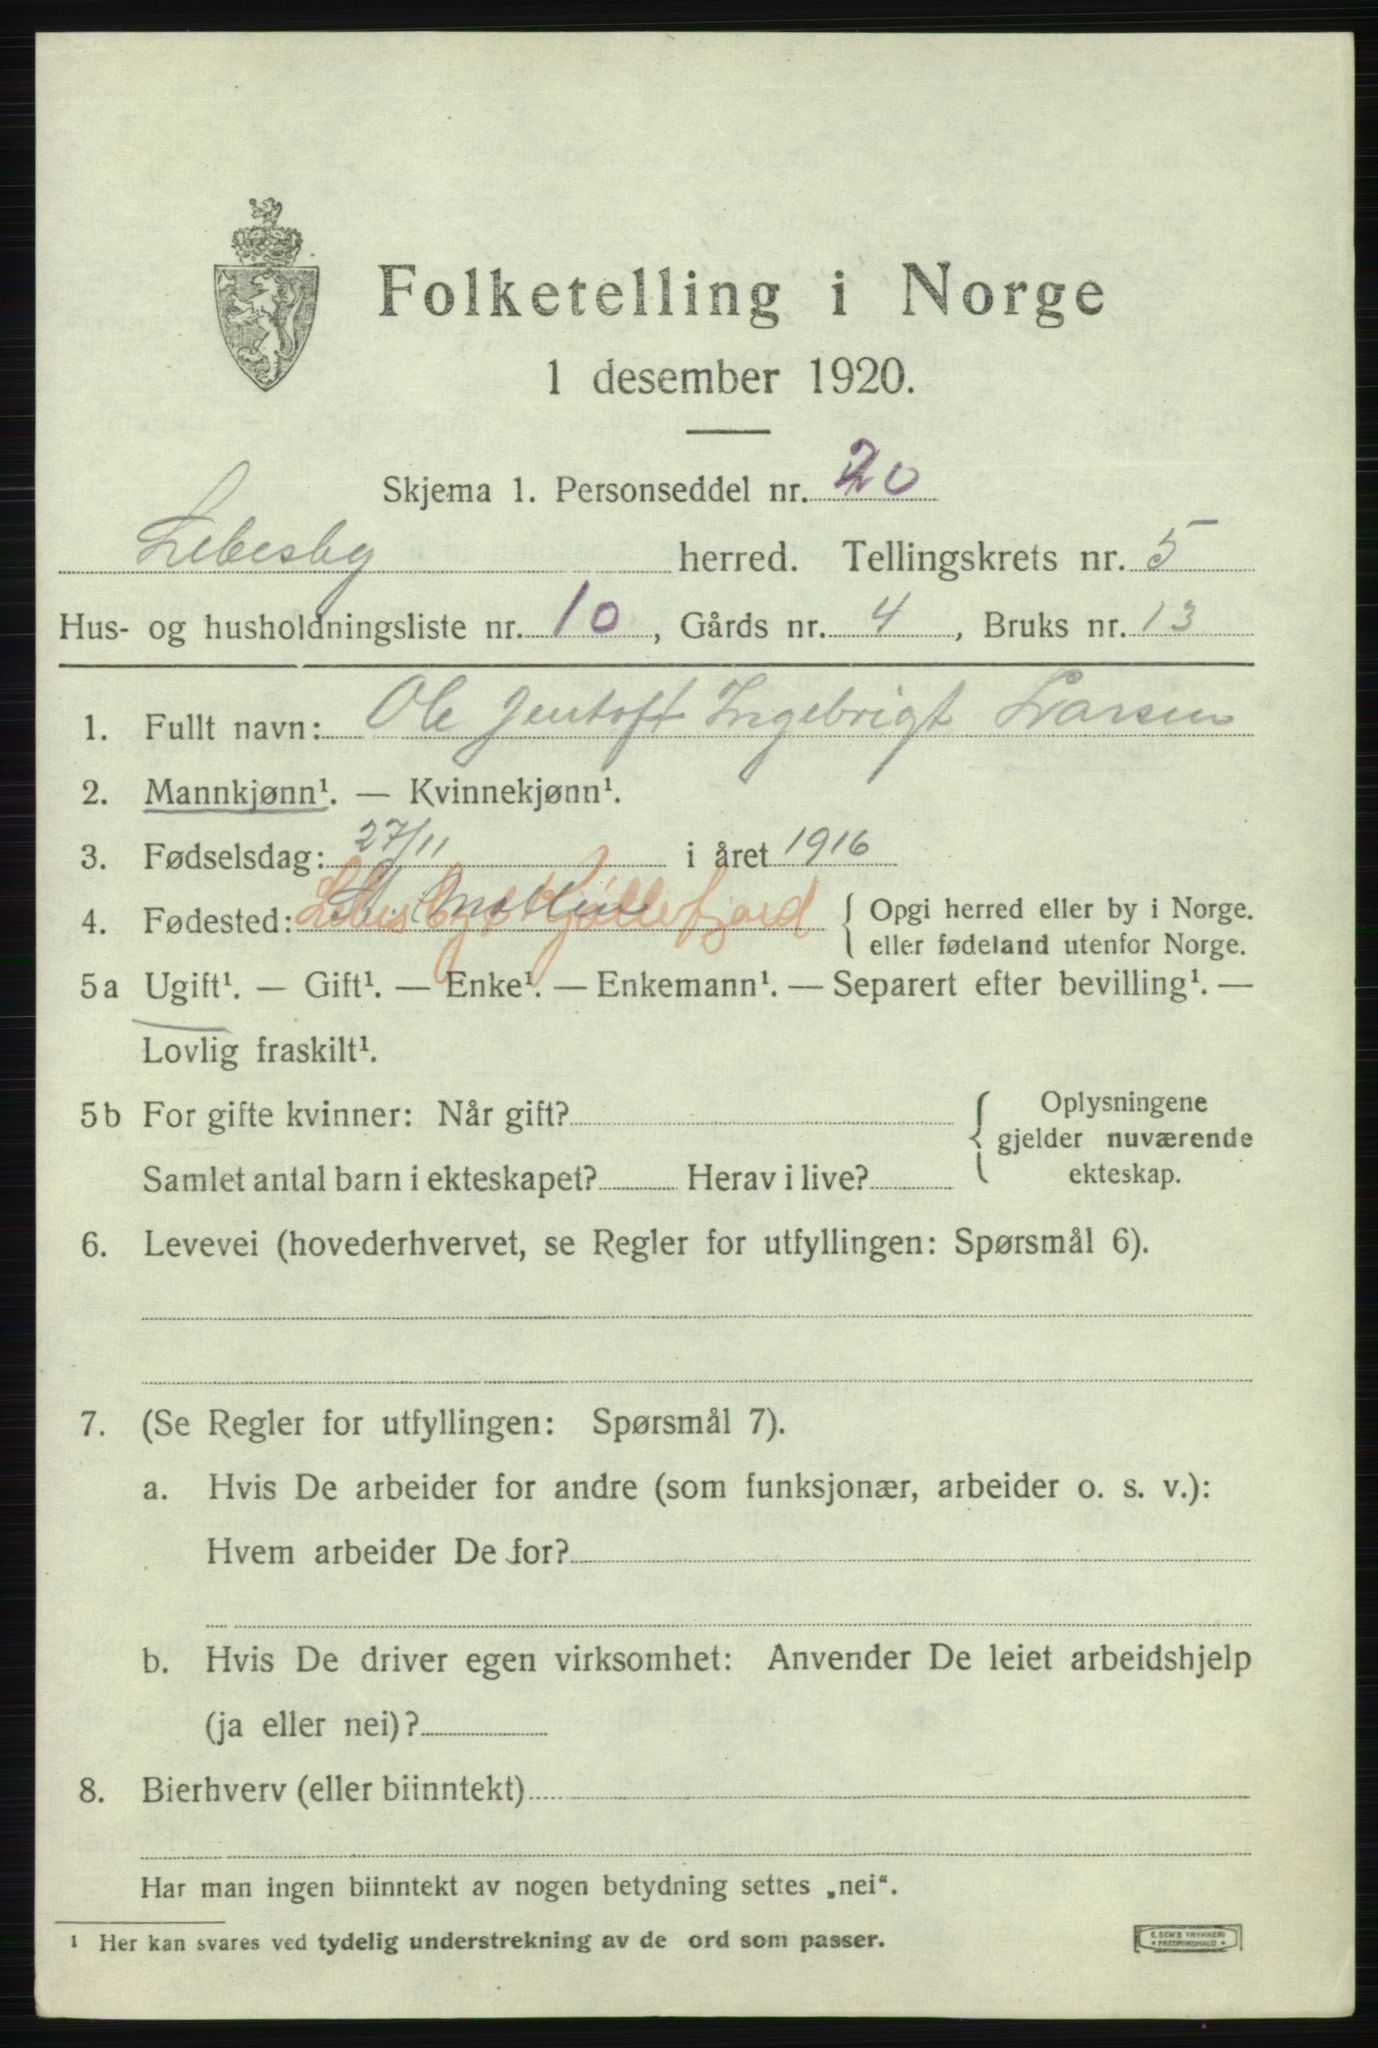 Folketelling i Norge
1 desember 1920.
Skjema 1. Personseddel nr. 20
Lebesby herred. Tellingskrets nr. 5
Hus- og husholdningsliste nr. 10, Gårds nr. 4, Bruks nr. 13
1. Fullt navn: Ole Jentoft Ingebrigt Larsen
2. Mannkjønn¹. — Kvinnekjønn¹.
3. Fødselsdag: 27/11 i året 1916
4. Fødested: Lebesby Kjøllefjord { Opgi herred eller by i Norge.
eller fødeland utenfor Norge.
5a Ugift¹. — Gift¹. — Enke¹. — Enkemann¹. — Separert efter bevilling¹. —
Lovlig fraskilt¹.
5b For gifte kvinner: Når gift? { Oplysningene
gjelder nuværende
Samlet antal barn i ekteskapet? Herav i live? ekteskap.
6. Levevei (hovederhvervet, se Regler for utfyllingen: Spørsmål 6).
7. (Se Regler for utfyllingen: Spørsmål 7).
a. Hvis De arbeider for andre (som funksjonær, arbeider o. s. v.):
Hvem arbeider De for?
b. Hvis De driver egen virksomhet: Anvender De leiet arbeidshjelp
(ja eller nei)?
8. Bierhverv (eller biinntekt)
Har man ingen biinntekt av nogen betydning settes „nei“.
¹ Her kan svares ved tydelig understrekning av de ord som passer.
E. SEM'S TRYKKERI
• FREDRIKSHALD •